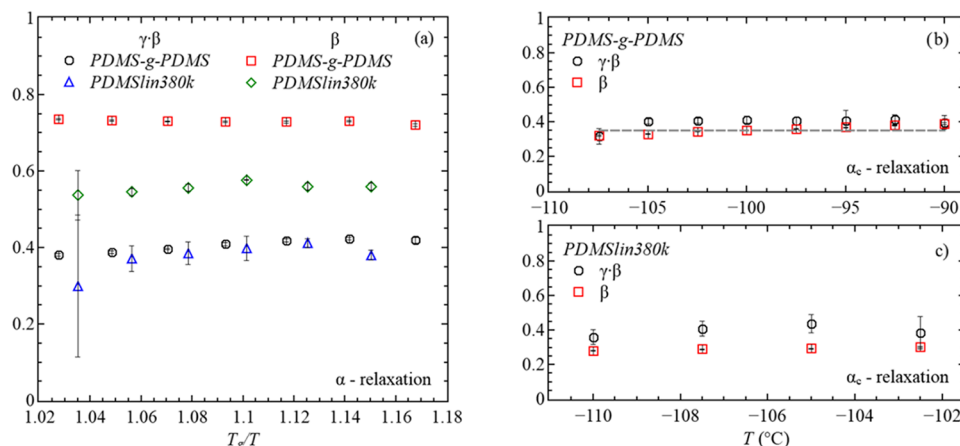 γ·β β (a)
PDMS-g-PDMS PDMS-g-PDMS
PDMSlin380k PDMSlin380k
1
0.8
0.6
0.4
0.2
0
α - relaxation
1.02 1.04 1.06 1.08 1.1 1.12 1.14 1.16 1.18
Tg/T
PDMS-g-PDMS (b)
γ·β
β
1
0.8
0.6
0.4
0.2
0
αc - relaxation
−110 −105 −100 −95 −90
PDMSlin380k c)
γ·β
β
1
0.8
0.6
0.4
0.2
0
αc - relaxation
−110 −108 −106 −104 −102
T (°C)